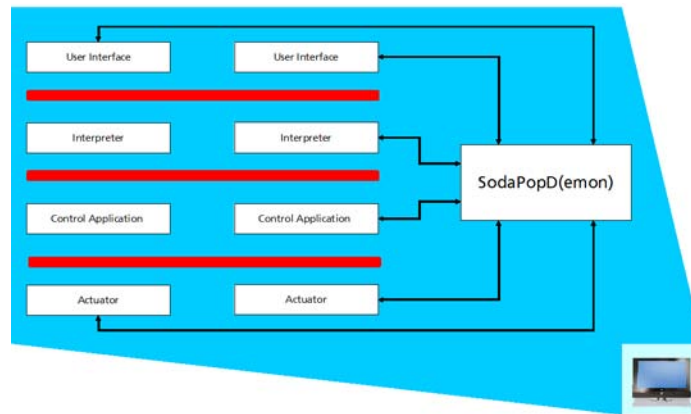 User Interface
User Interface
Interpreter
Interpreter
SodaPopD(emon)
Control Application
Control Application
Actuator
Actuator